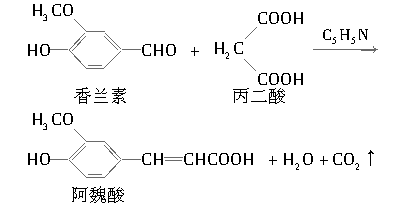 H₃CO COOH C₅H₅N
HO CHO + H₂C
COOH
香兰素 丙二酸
H₃CO
HO CH=CHCOOH + H₂O + CO₂ ↑
阿魏酸